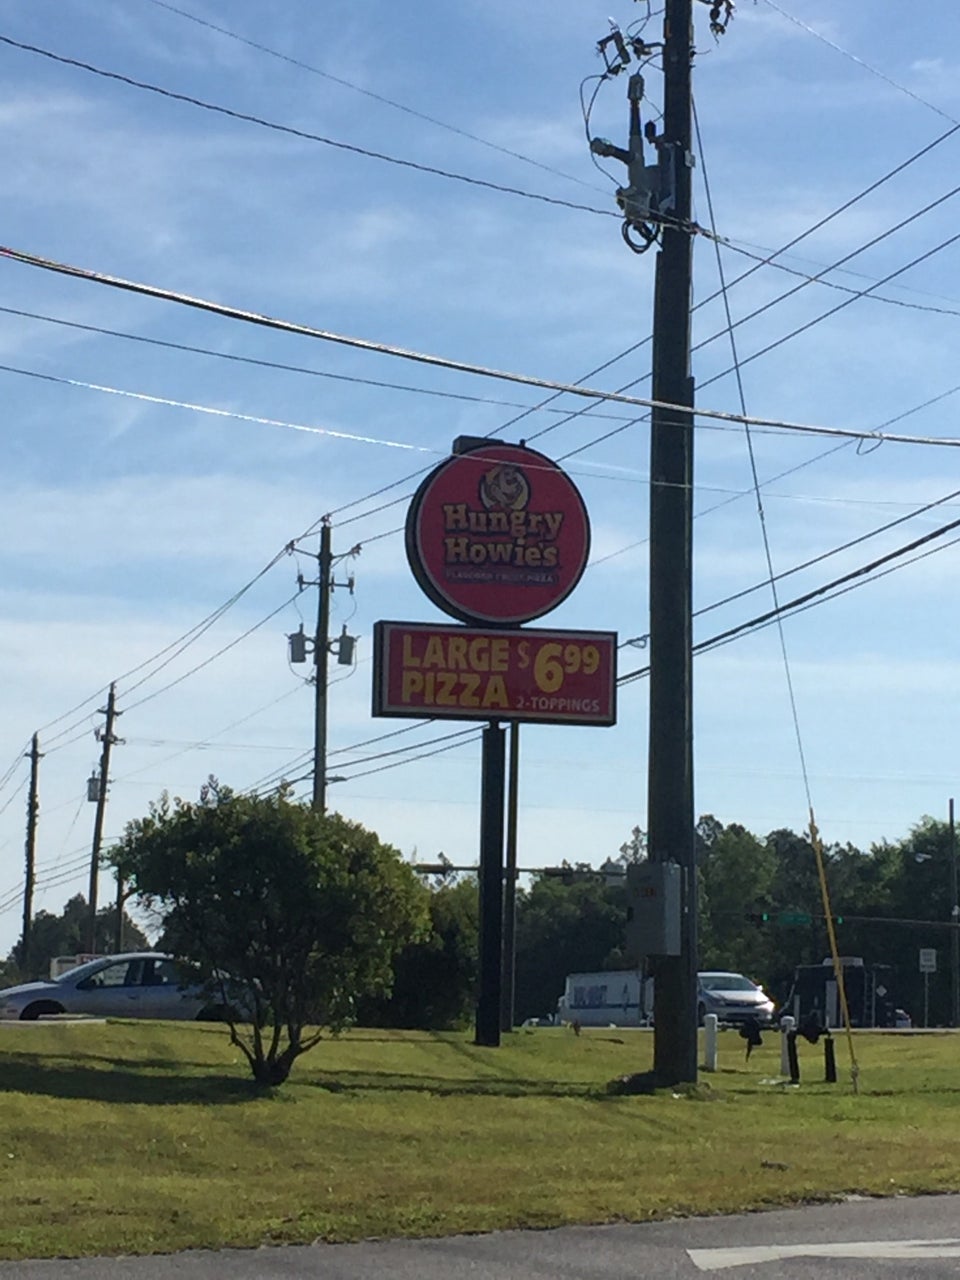 Hungry
Howie's
FLAVORED CRUST PIZZA
LARGE $6.99
PIZZA 2-TOPPINGS